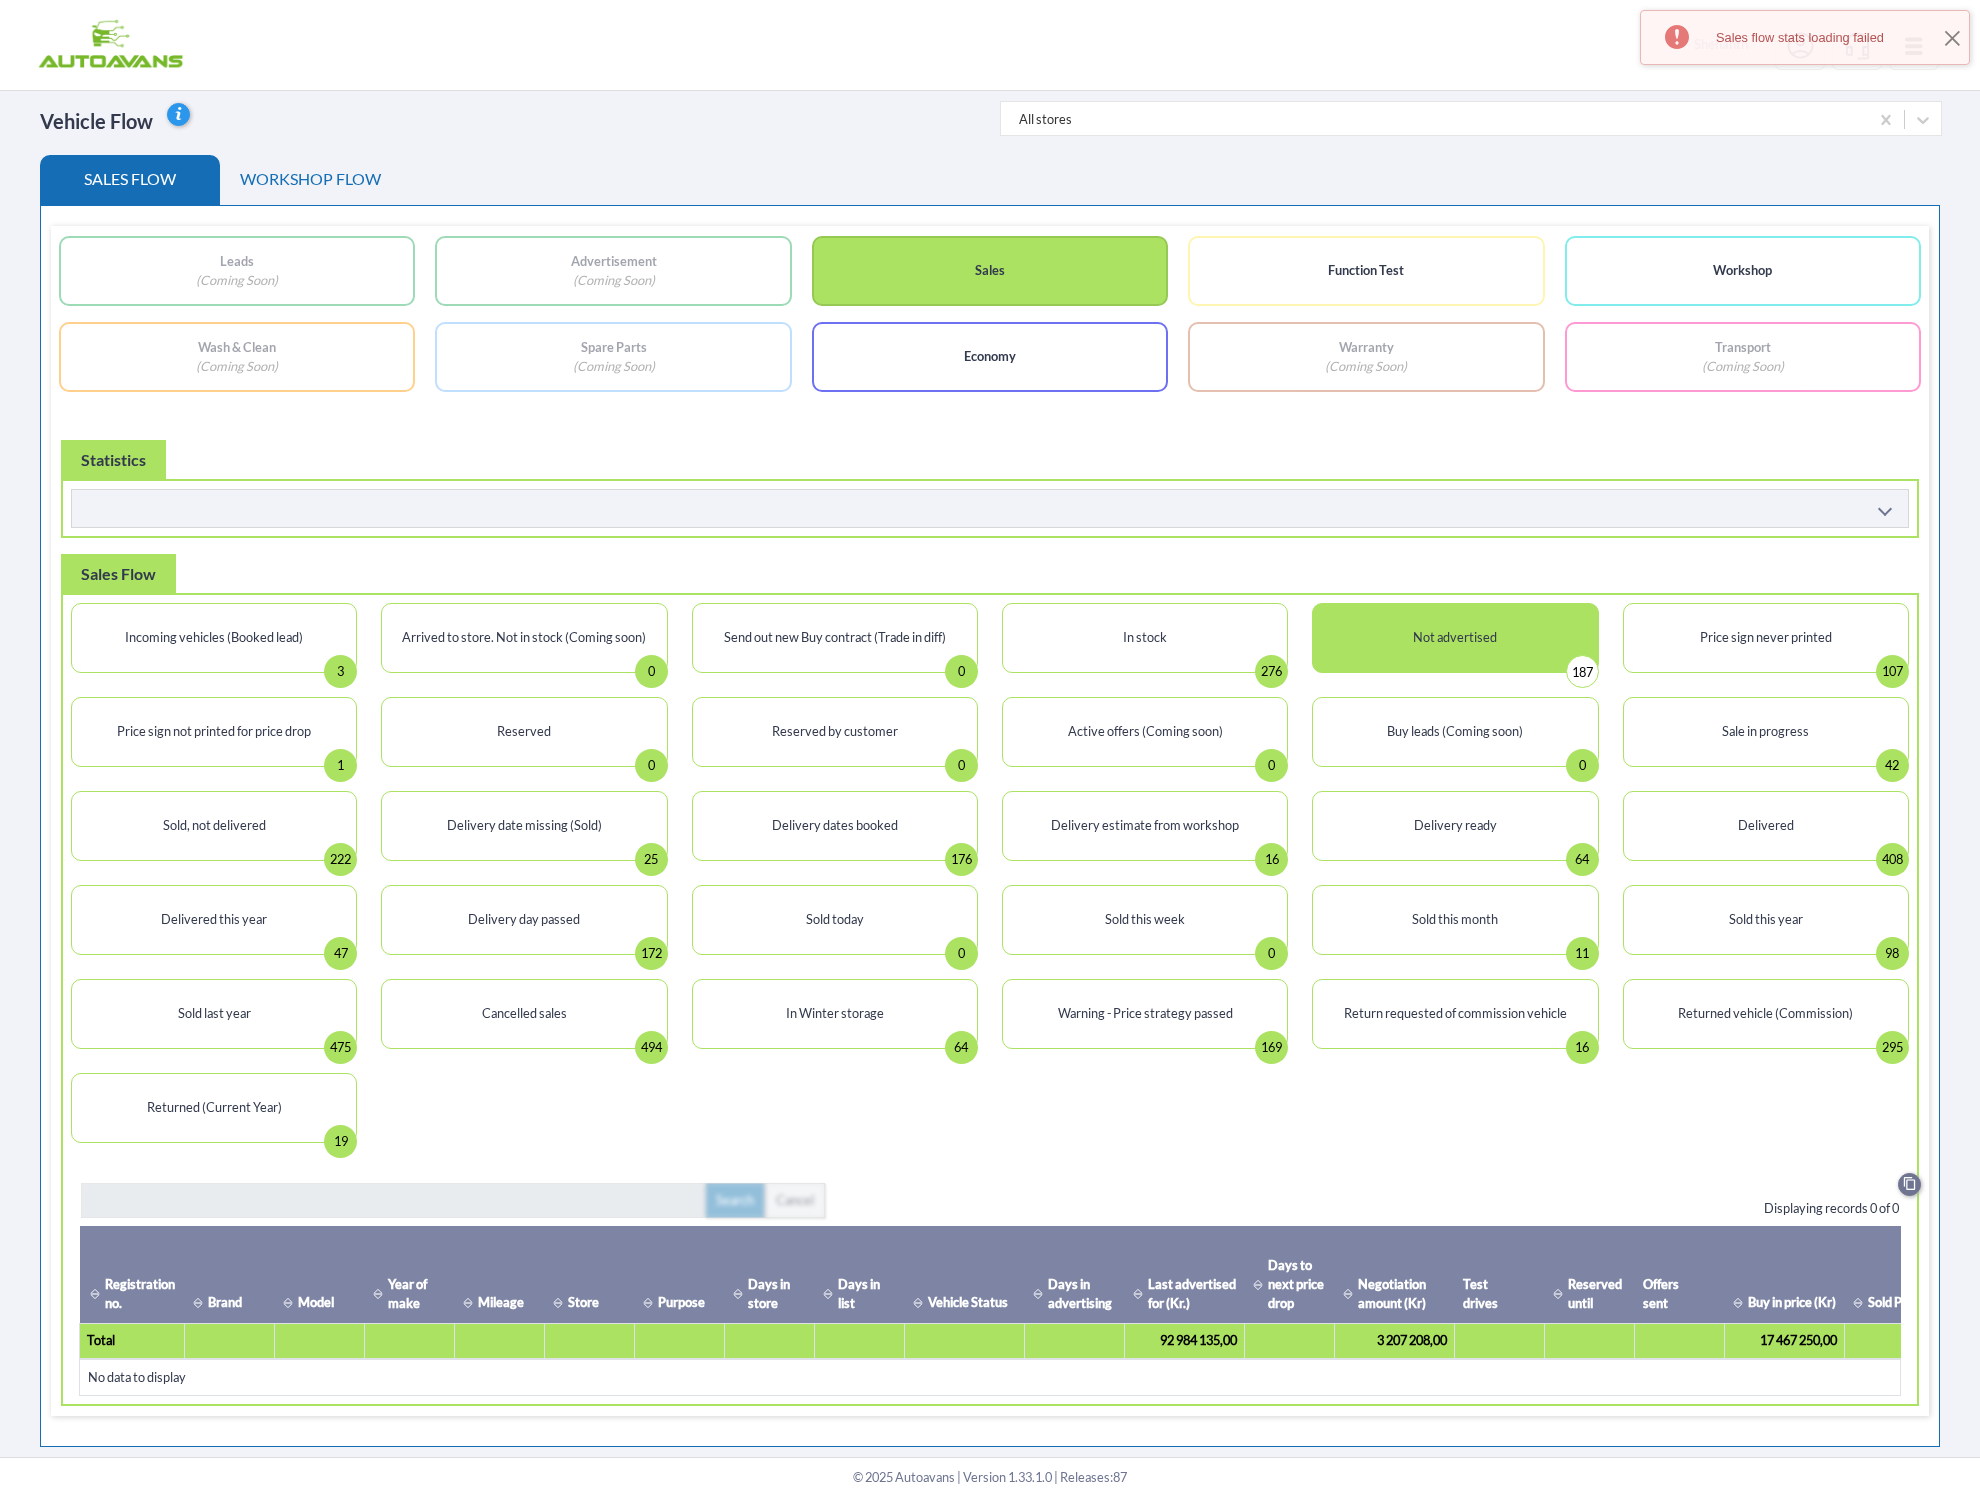 AUTOAVANS
Sales flow stats loading failed
Vehicle Flow
All stores
SALES FLOW
WORKSHOP FLOW
Leads
(Coming Soon)
Advertisement
(Coming Soon)
Sales
Function Test
Workshop
Wash & Clean
(Coming Soon)
Spare Parts
(Coming Soon)
Economy
Warranty
(Coming Soon)
Transport
(Coming Soon)
Statistics
Sales Flow
Incoming vehicles (Booked lead)
3
Arrived to store. Not in stock (Coming soon)
0
Send out new Buy contract (Trade in diff)
0
In stock
276
Not advertised
187
Price sign never printed
107
Price sign not printed for price drop
1
Reserved
0
Reserved by customer
0
Active offers (Coming soon)
0
Buy leads (Coming soon)
0
Sale in progress
42
Sold, not delivered
222
Delivery date missing (Sold)
25
Delivery dates booked
176
Delivery estimate from workshop
16
Delivery ready
64
Delivered
408
Delivered this year
47
Delivery day passed
172
Sold today
0
Sold this week
0
Sold this month
11
Sold this year
98
Sold last year
475
Cancelled sales
494
In Winter storage
64
Warning - Price strategy passed
169
Return requested of commission vehicle
16
Returned vehicle (Commission)
295
Returned (Current Year)
19
Search
Cancel
Displaying records 0 of 0
Registration
no.
Brand
Model
Year of
make
Mileage
Store
Purpose
Days in
store
Days in
list
Vehicle Status
Days in
advertising
Last advertised
for (Kr.)
Days to
next price
drop
Negotiation
amount (Kr)
Test
drives
Reserved
until
Offers
sent
Buy in price (Kr)
Sold P
Total
92 984 135,00
3 207 208,00
17 467 250,00
No data to display
© 2025 Autoavans | Version 1.33.1.0 | Releases:87